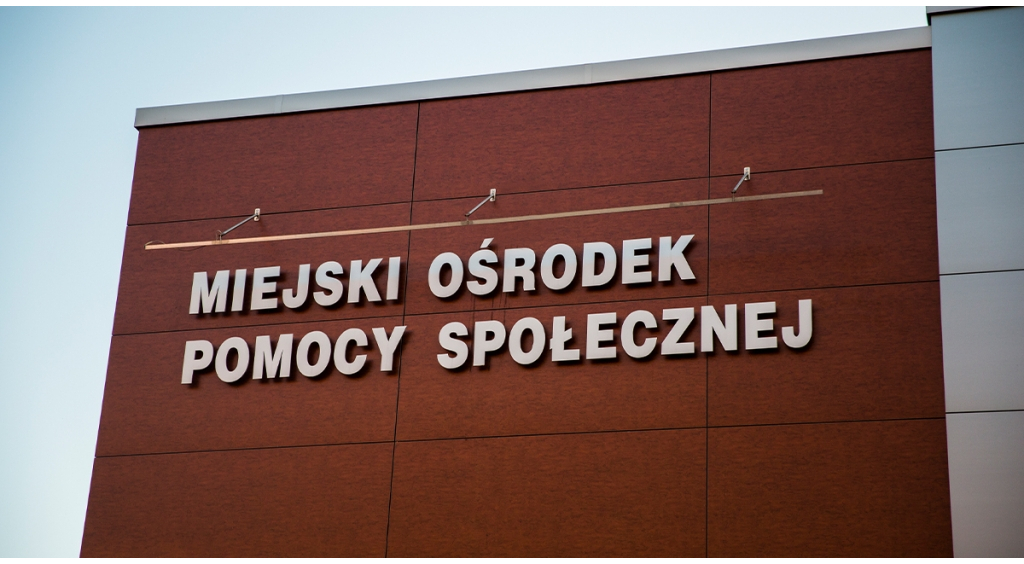 MIEJSKI OŚRODEK
POMOCY SPOŁECZNEJ